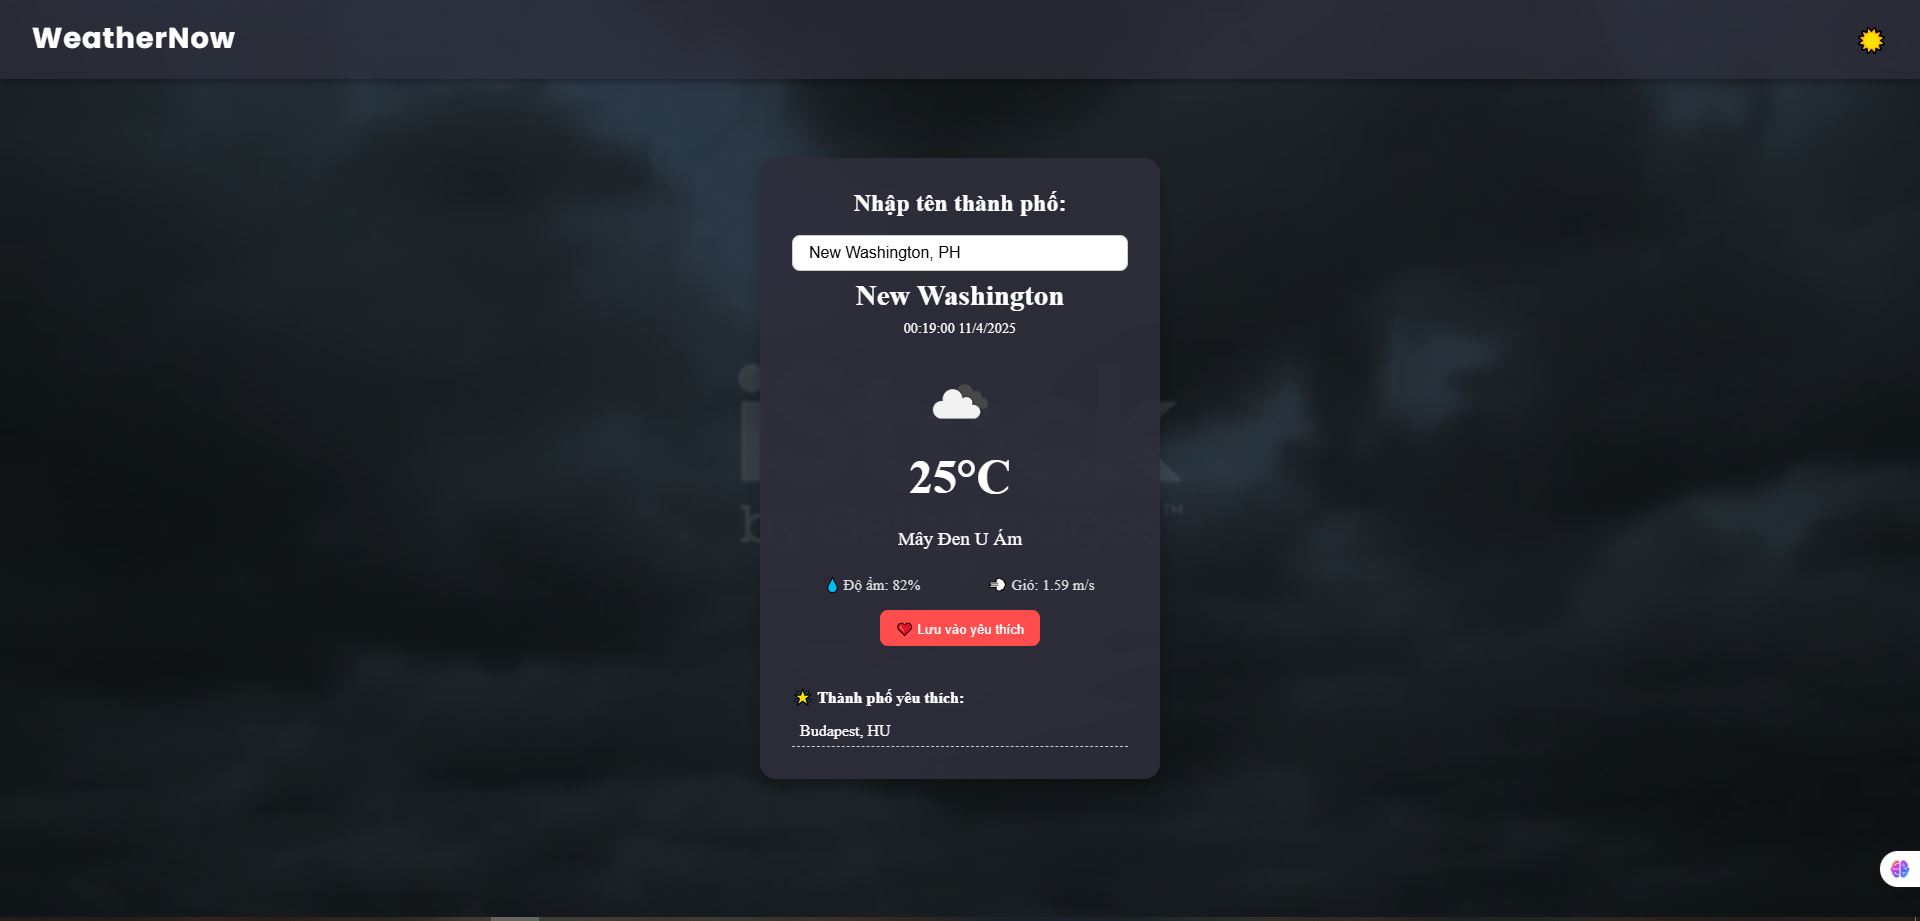 WeatherNow
Nhập tên thành phố:
New Washington, PH
New Washington
00:19:00 11/4/2025
iStock
25°C
by Getty Images™
Mây Đen U Ám
Độ ẩm: 82%
Gió: 1.59 m/s
Lưu vào yêu thích
Thành phố yêu thích:
Budapest, HU